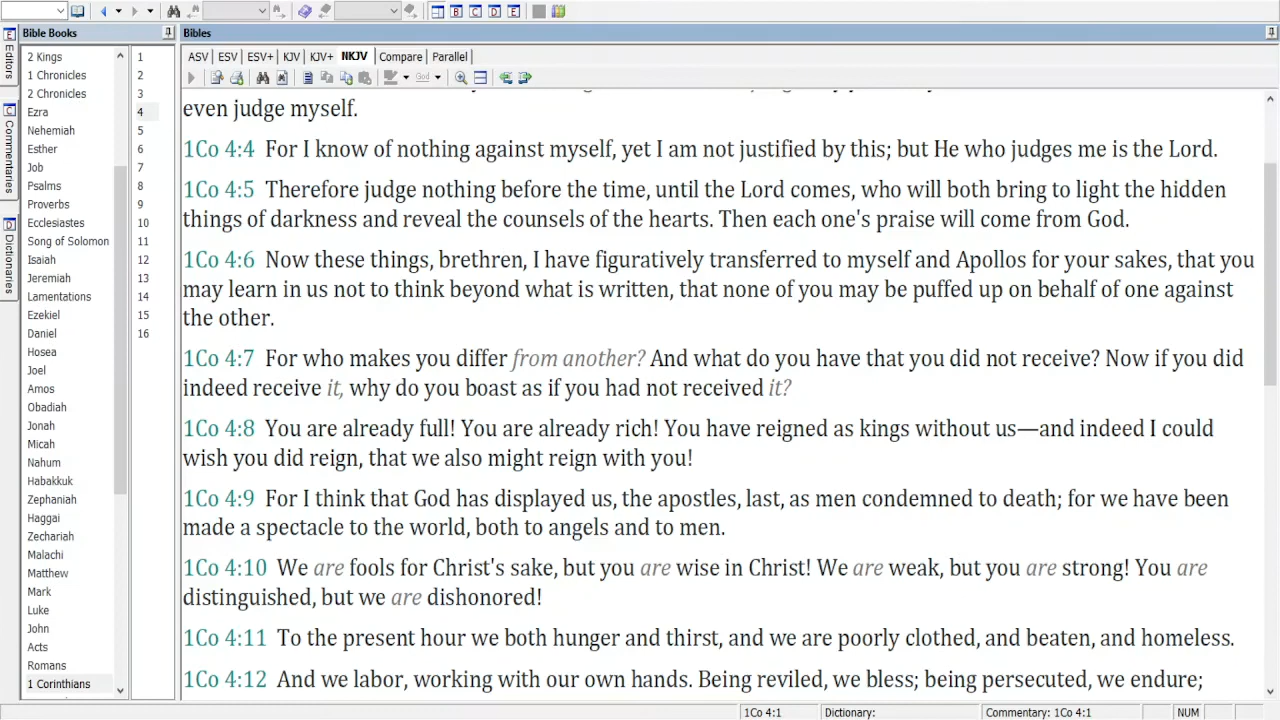 B C D E
Bible Books
Bibles
Editors
Commentaries
Dictionaries
2 Kings
1 Chronicles
2 Chronicles
Ezra
Nehemiah
Esther
Job
Psalms
Proverbs
Ecclesiastes
Song of Solomon
Isaiah
Jeremiah
Lamentations
Ezekiel
Daniel
Hosea
Joel
Amos
Obadiah
Jonah
Micah
Nahum
Habakkuk
Zephaniah
Haggai
Zechariah
Malachi
Matthew
Mark
Luke
John
Acts
Romans
1 Corinthians
1
2
3
4
5
6
7
8
9
10
11
12
13
14
15
16
ASV ESV ESV+ KJV KJV+ NKJV Compare Parallel
God
even judge myself.
1Co 4:4 For I know of nothing against myself, yet I am not justified by this; but He who judges me is the Lord.
1Co 4:5 Therefore judge nothing before the time, until the Lord comes, who will both bring to light the hidden
things of darkness and reveal the counsels of the hearts. Then each one's praise will come from God.
1Co 4:6 Now these things, brethren, I have figuratively transferred to myself and Apollos for your sakes, that you
may learn in us not to think beyond what is written, that none of you may be puffed up on behalf of one against
the other.
1Co 4:7 For who makes you differ from another? And what do you have that you did not receive? Now if you did
indeed receive it, why do you boast as if you had not received it?
1Co 4:8 You are already full! You are already rich! You have reigned as kings without us—and indeed I could
wish you did reign, that we also might reign with you!
1Co 4:9 For I think that God has displayed us, the apostles, last, as men condemned to death; for we have been
made a spectacle to the world, both to angels and to men.
1Co 4:10 We are fools for Christ's sake, but you are wise in Christ! We are weak, but you are strong! You are
distinguished, but we are dishonored!
1Co 4:11 To the present hour we both hunger and thirst, and we are poorly clothed, and beaten, and homeless.
1Co 4:12 And we labor, working with our own hands. Being reviled, we bless; being persecuted, we endure;
1Co 4:1 Dictionary: Commentary: 1Co 4:1 NUM